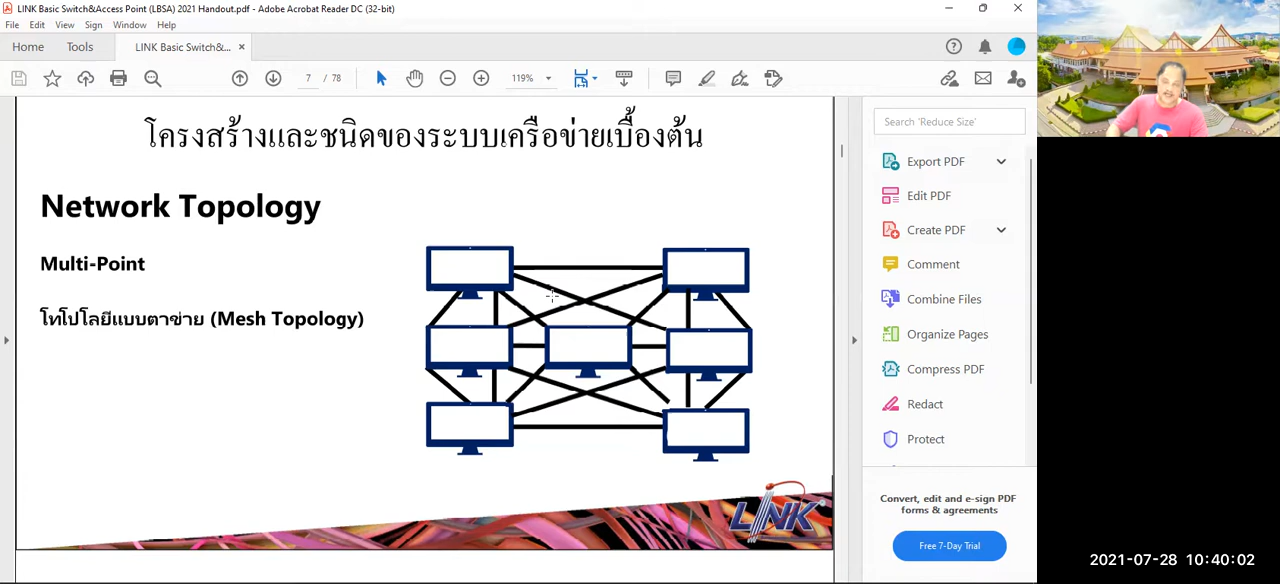 LINK Basic Switch&Access Point (LBSA) 2021 Handout.pdf - Adobe Acrobat Reader DC (32-bit)
File Edit View Sign Window Help
Home Tools LINK Basic Switch&... ×
7 / 78 119%
โครงสร้างและชนิดของระบบเครือข่ายเบื้องต้น
Network Topology
Multi-Point
โทโปโลยีแบบตาข่าย (Mesh Topology)
LINK
Search 'Reduce Size'
Export PDF
Edit PDF
Create PDF
Comment
Combine Files
Organize Pages
Compress PDF
Redact
Protect
Convert, edit and e-sign PDF
forms & agreements
Free 7-Day Trial
2021-07-28 10:40:02